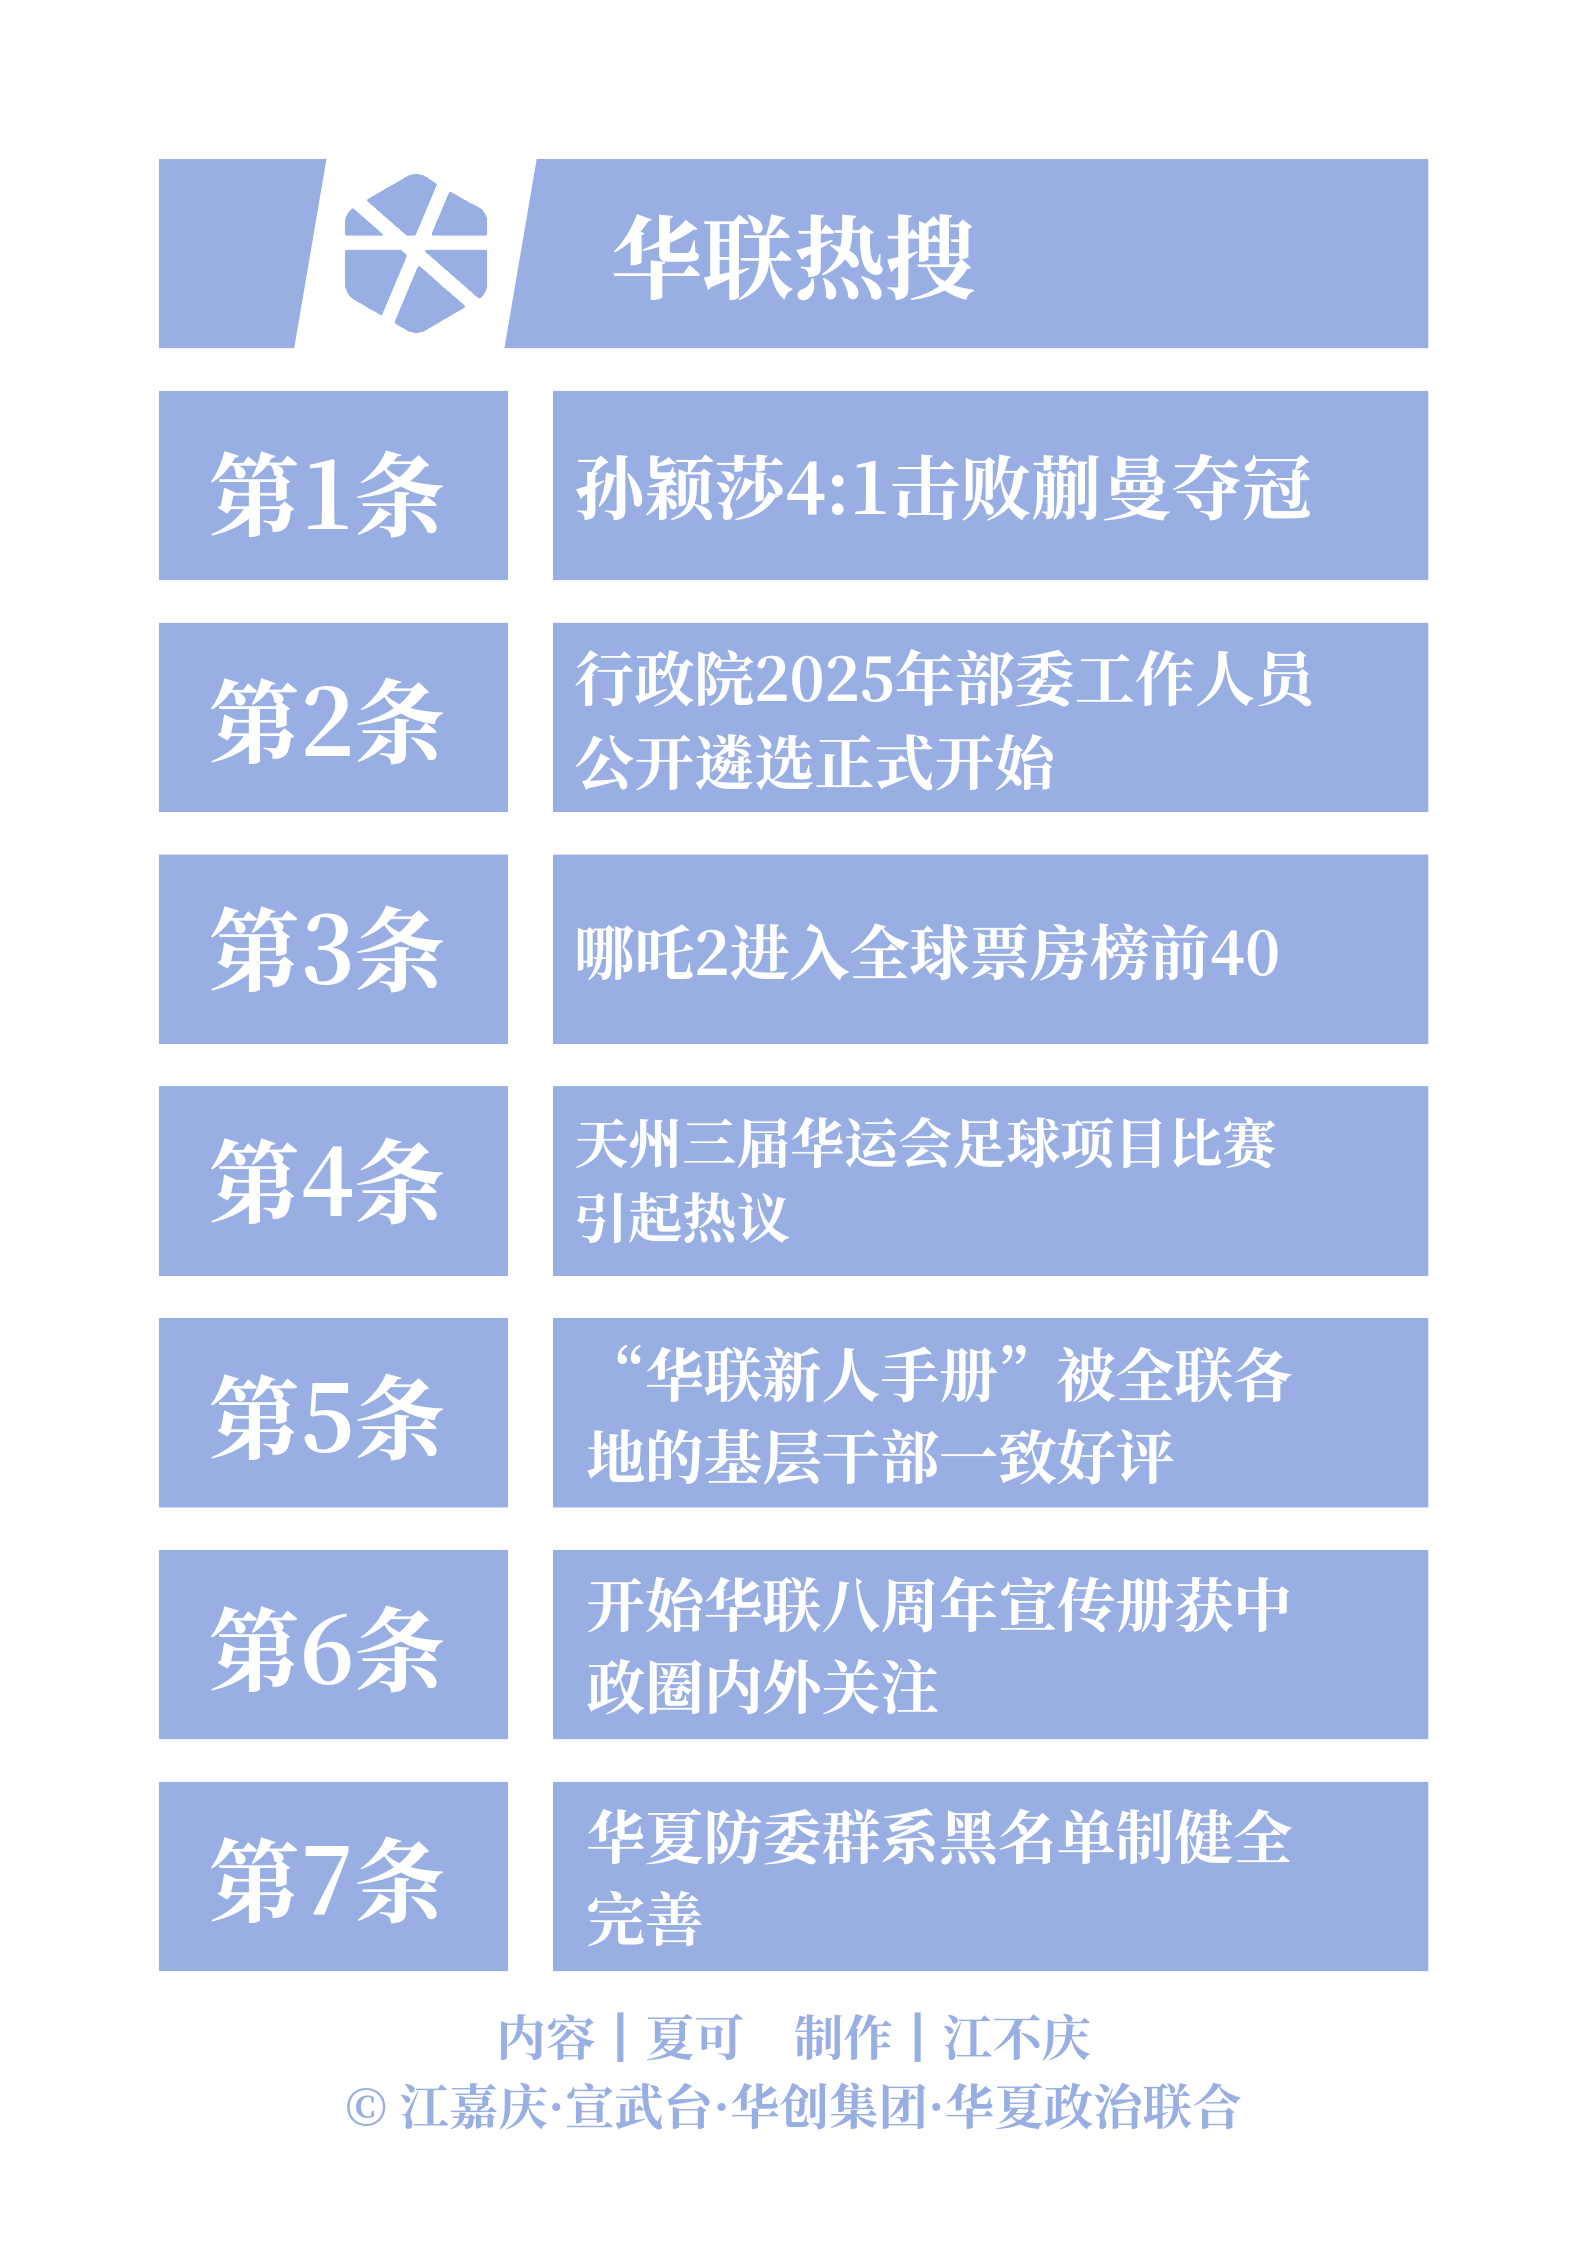 华联热搜
第1条
孙颖莎4:1击败蒯曼夺冠
第2条
行政院2025年部委工作人员
公开遴选正式开始
第3条
哪吒2进入全球票房榜前40
第4条
天州三届华运会足球项目比赛
引起热议
第5条
“华联新人手册”被全联各
地的基层干部一致好评
第6条
开始华联八周年宣传册获中
政圈内外关注
第7条
华夏防委群系黑名单制健全
完善
内容丨夏可 制作丨江不庆
© 江嘉庆·宣武台·华创集团·华夏政治联合